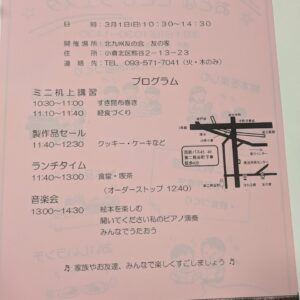 日　時：3月1日(日)10:30〜14:30
開催場所：北九州友の会　友の家
住　所：小倉北区熊谷2－13－23
連絡先：TEL. 093-571-7041（火・木のみ）
プログラム
ミニ机上講習
10:30〜11:00　すき昆布巻き
11:10〜11:40　軽食づくり
製作品セール
11:40〜12:30　クッキー・ケーキなど
ランチタイム
11:40〜13:00　食堂・喫茶
（オーダーストップ 12:40）
音楽会
13:00〜14:30　絵本を楽しむ
聞いてください私のピアノ演奏
みんなでうたおう
♫ 家族やお友達、みんなで楽しくすごしましょう ♫